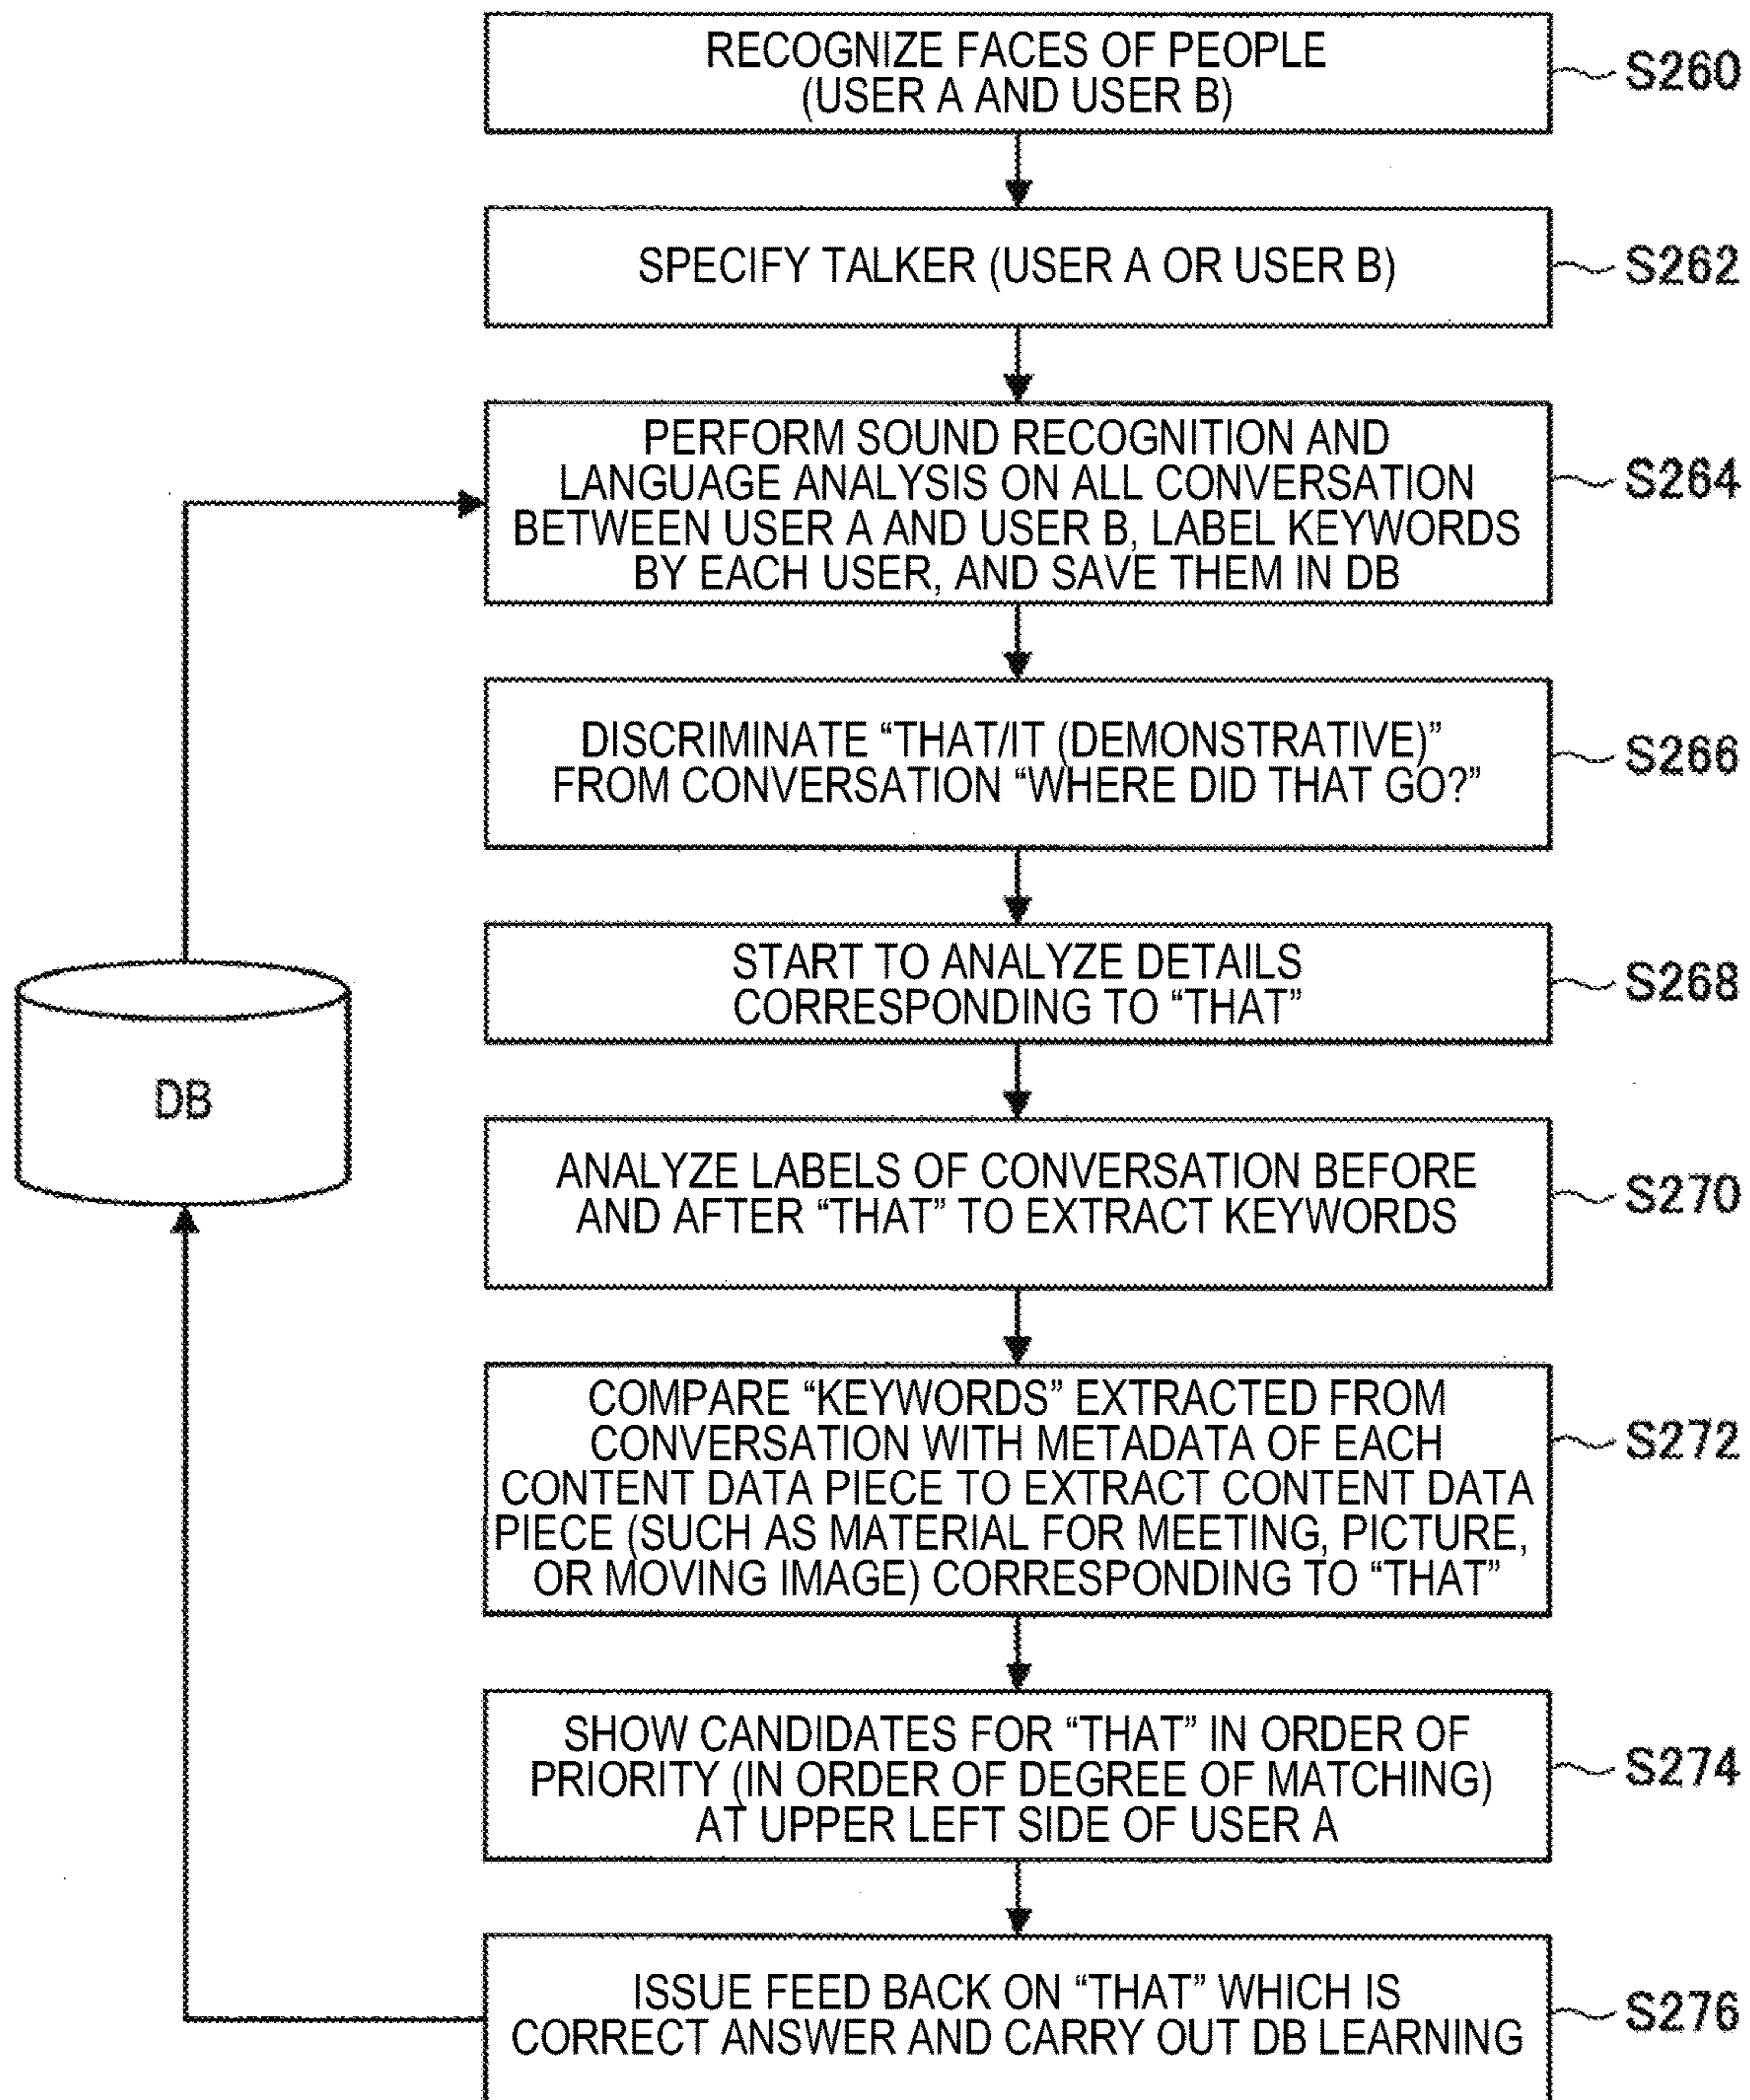 RECOGNIZE FACES OF PEOPLE
(USER A AND USER B)
S260
SPECIFY TALKER (USER A OR USER B)
S262
PERFORM SOUND RECOGNITION AND
LANGUAGE ANALYSIS ON ALL CONVERSATION
BETWEEN USER A AND USER B, LABEL KEYWORDS
BY EACH USER, AND SAVE THEM IN DB
S264
DISCRIMINATE “THAT/IT (DEMONSTRATIVE)”
FROM CONVERSATION “WHERE DID THAT GO?”
S266
START TO ANALYZE DETAILS
CORRESPONDING TO “THAT”
S268
DB
ANALYZE LABELS OF CONVERSATION BEFORE
AND AFTER “THAT” TO EXTRACT KEYWORDS
S270
COMPARE “KEYWORDS” EXTRACTED FROM
CONVERSATION WITH METADATA OF EACH
CONTENT DATA PIECE TO EXTRACT CONTENT DATA
PIECE (SUCH AS MATERIAL FOR MEETING, PICTURE,
OR MOVING IMAGE) CORRESPONDING TO “THAT”
S272
SHOW CANDIDATES FOR “THAT” IN ORDER OF
PRIORITY (IN ORDER OF DEGREE OF MATCHING)
AT UPPER LEFT SIDE OF USER A
S274
ISSUE FEED BACK ON “THAT” WHICH IS
CORRECT ANSWER AND CARRY OUT DB LEARNING
S276